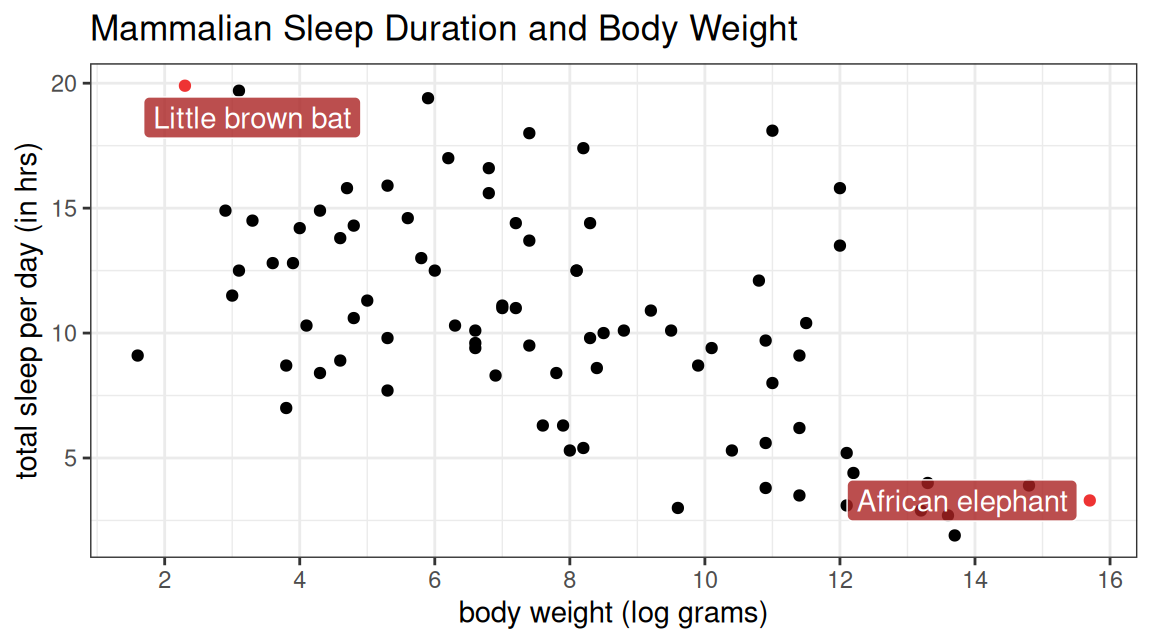 Mammalian Sleep Duration and Body Weight
total sleep per day (in hrs)
20
15
10
5
Little brown bat
African elephant
2 4 6 8 10 12 14 16
body weight (log grams)